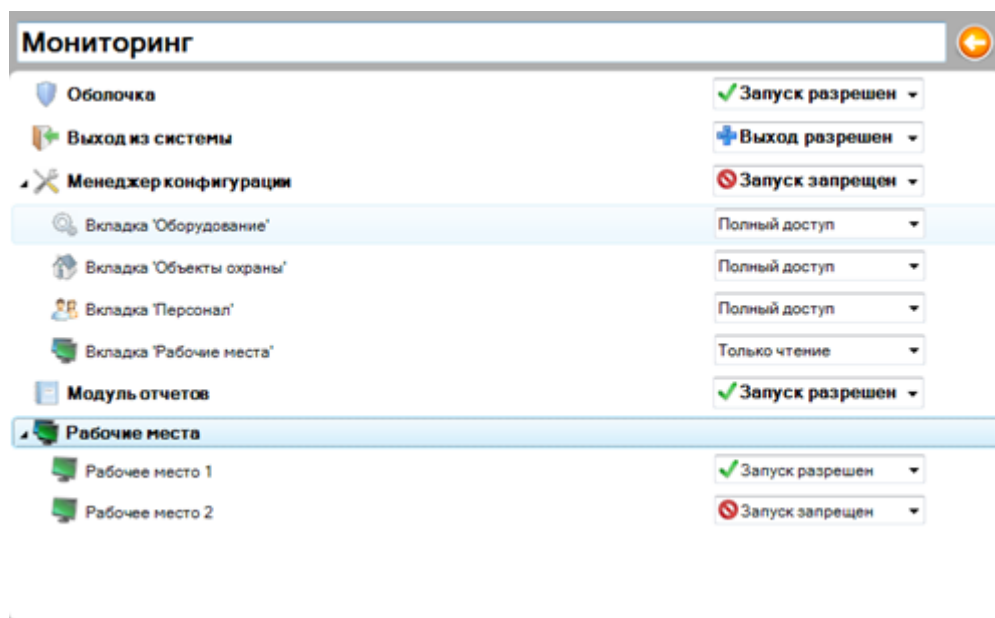 Мониторинг
Оболочка Запуск разрешен
Выход из системы Выход разрешен
Менеджер конфигурации Запуск запрещен
Вкладка 'Оборудование' Полный доступ
Вкладка 'Объекты охраны' Полный доступ
Вкладка 'Персонал' Полный доступ
Вкладка 'Рабочие места' Только чтение
Модуль отчетов Запуск разрешен
Рабочие места
Рабочее место 1 Запуск разрешен
Рабочее место 2 Запуск запрещен